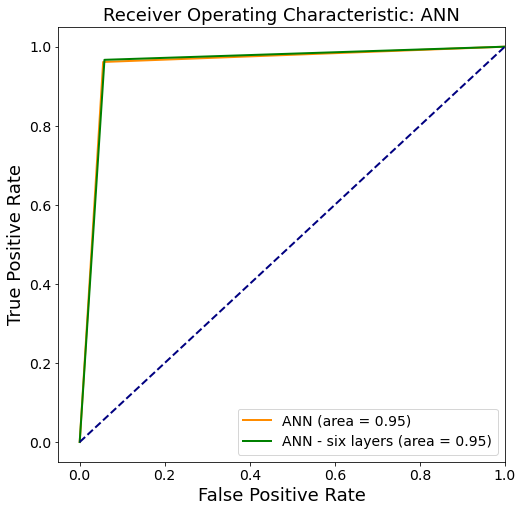 Receiver Operating Characteristic: ANN
True Positive Rate
1.0
0.8
0.6
0.4
0.2
0.0
ANN (area = 0.95)
ANN - six layers (area = 0.95)
0.0 0.2 0.4 0.6 0.8 1.0
False Positive Rate